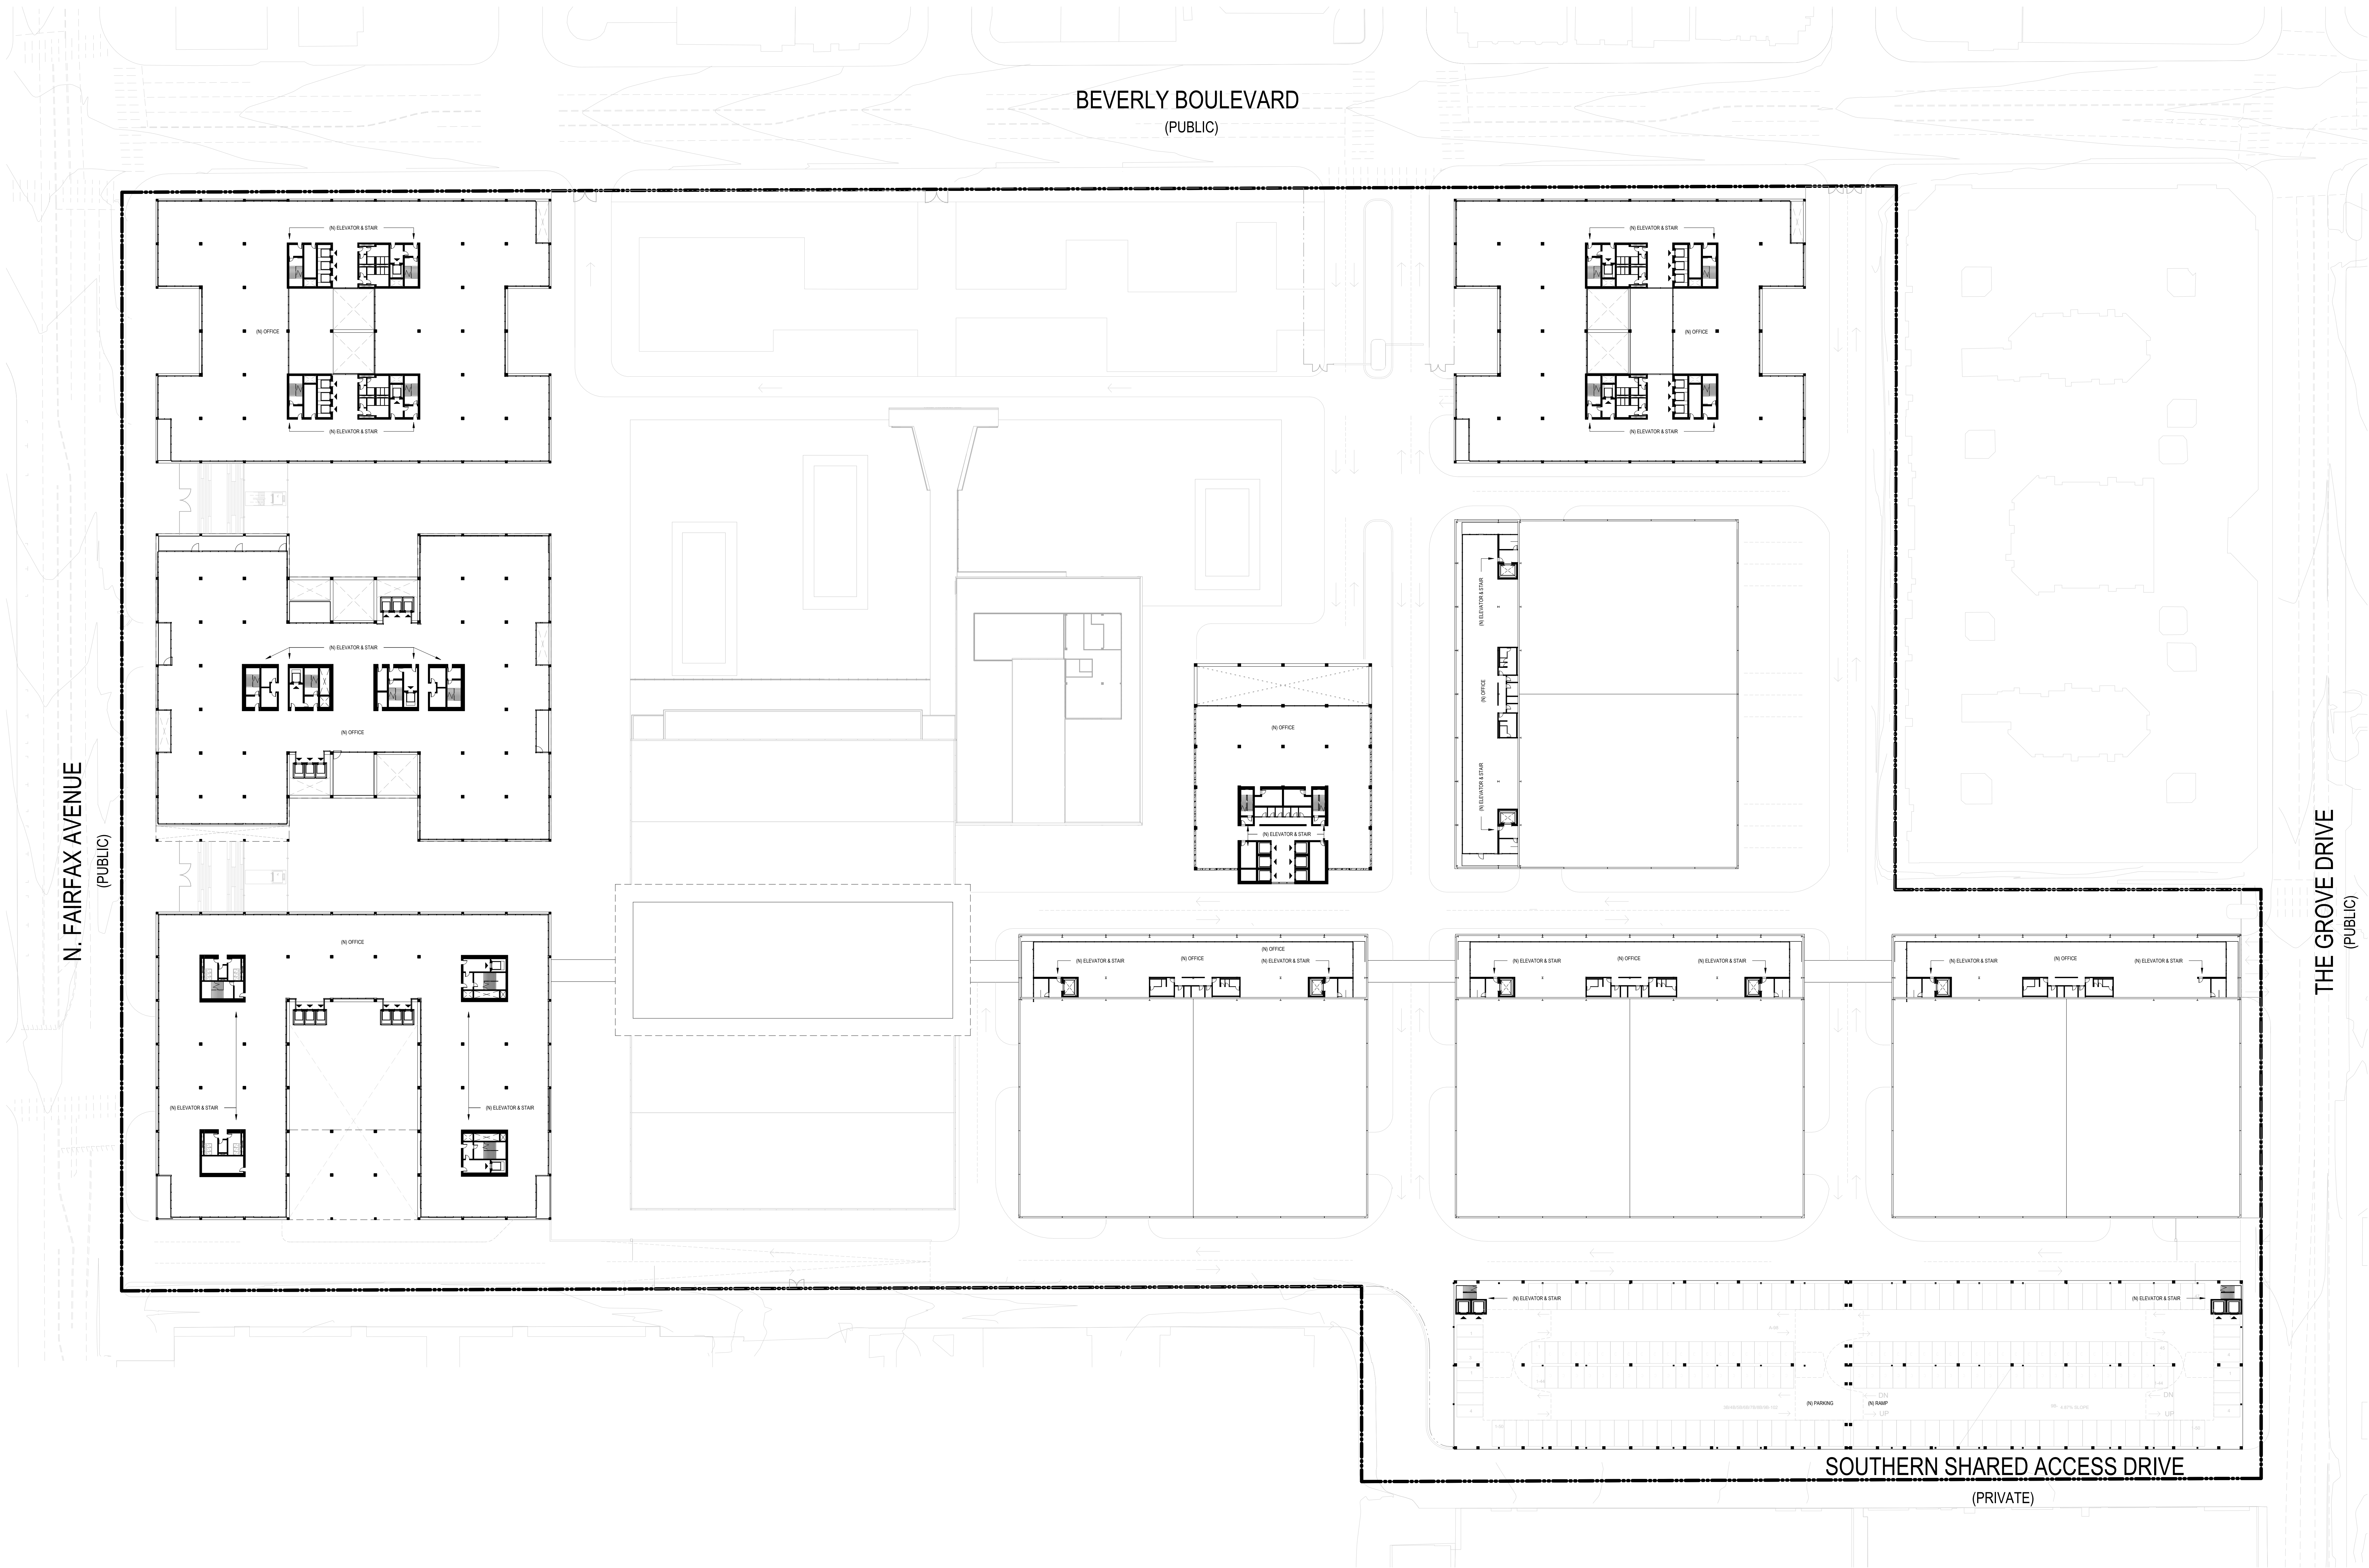 BEVERLY BOULEVARD
(PUBLIC)
(N) ELEVATOR & STAIR
(N) ELEVATOR & STAIR
(N) OFFICE
(N) OFFICE
(N) ELEVATOR & STAIR
(N) ELEVATOR & STAIR
(N) ELEVATOR & STAIR
(N) ELEVATOR & STAIR
(N) OFFICE
(N) OFFICE
(N) OFFICE
(N) ELEVATOR & STAIR
(N) ELEVATOR & STAIR
N. FAIRFAX AVENUE
(PUBLIC)
THE GROVE DRIVE
(PUBLIC)
(N) OFFICE
(N) OFFICE
(N) ELEVATOR & STAIR
(N) OFFICE
(N) ELEVATOR & STAIR
(N) ELEVATOR & STAIR
(N) OFFICE
(N) ELEVATOR & STAIR
(N) ELEVATOR & STAIR
(N) OFFICE
(N) ELEVATOR & STAIR
(N) ELEVATOR & STAIR
(N) ELEVATOR & STAIR
(N) ELEVATOR & STAIR
(N) ELEVATOR & STAIR
(N) PARKING
(N) RAMP
DN
UP
DN
UP
SOUTHERN SHARED ACCESS DRIVE
(PRIVATE)